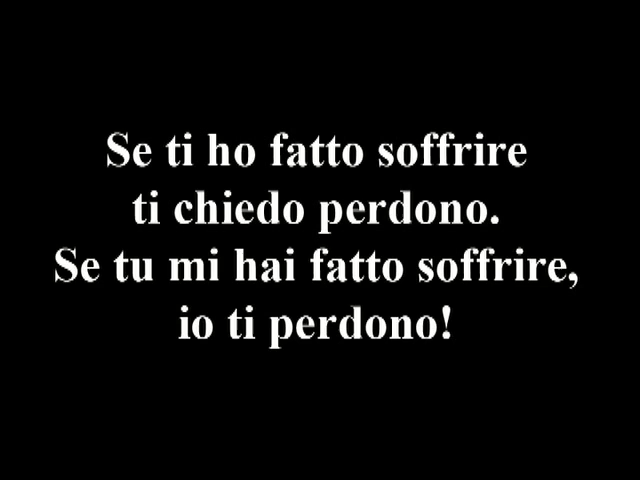 Se ti ho fatto soffrire
ti chiedo perdono.
Se tu mi hai fatto soffrire,
io ti perdono!